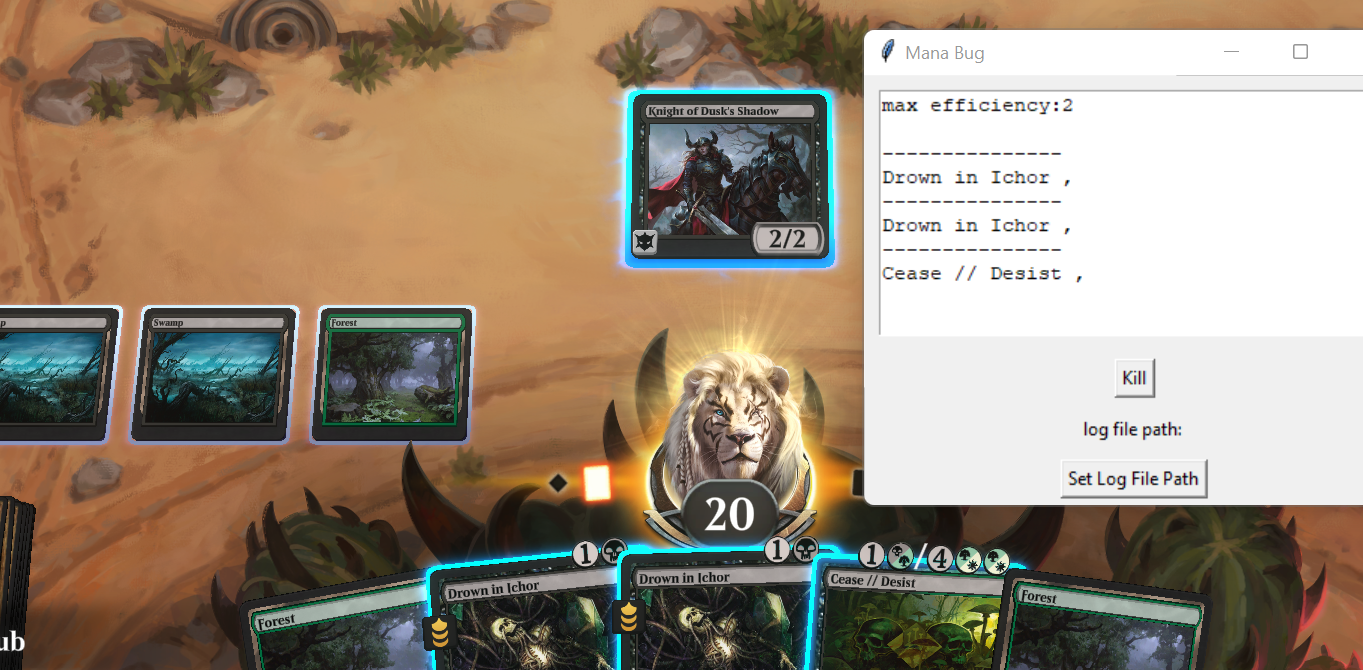 Mana Bug
max efficiency:2
---------------
Drown in Ichor ,
---------------
Drown in Ichor ,
---------------
Cease // Desist ,
Kill
log file path:
Set Log File Path
Knight of Dusk's Shadow
2/2
p
Swamp
Forest
20
ub
Forest
1
Drown in Ichor
1
Drown in Ichor
1 / 4
Cease // Desist
Forest